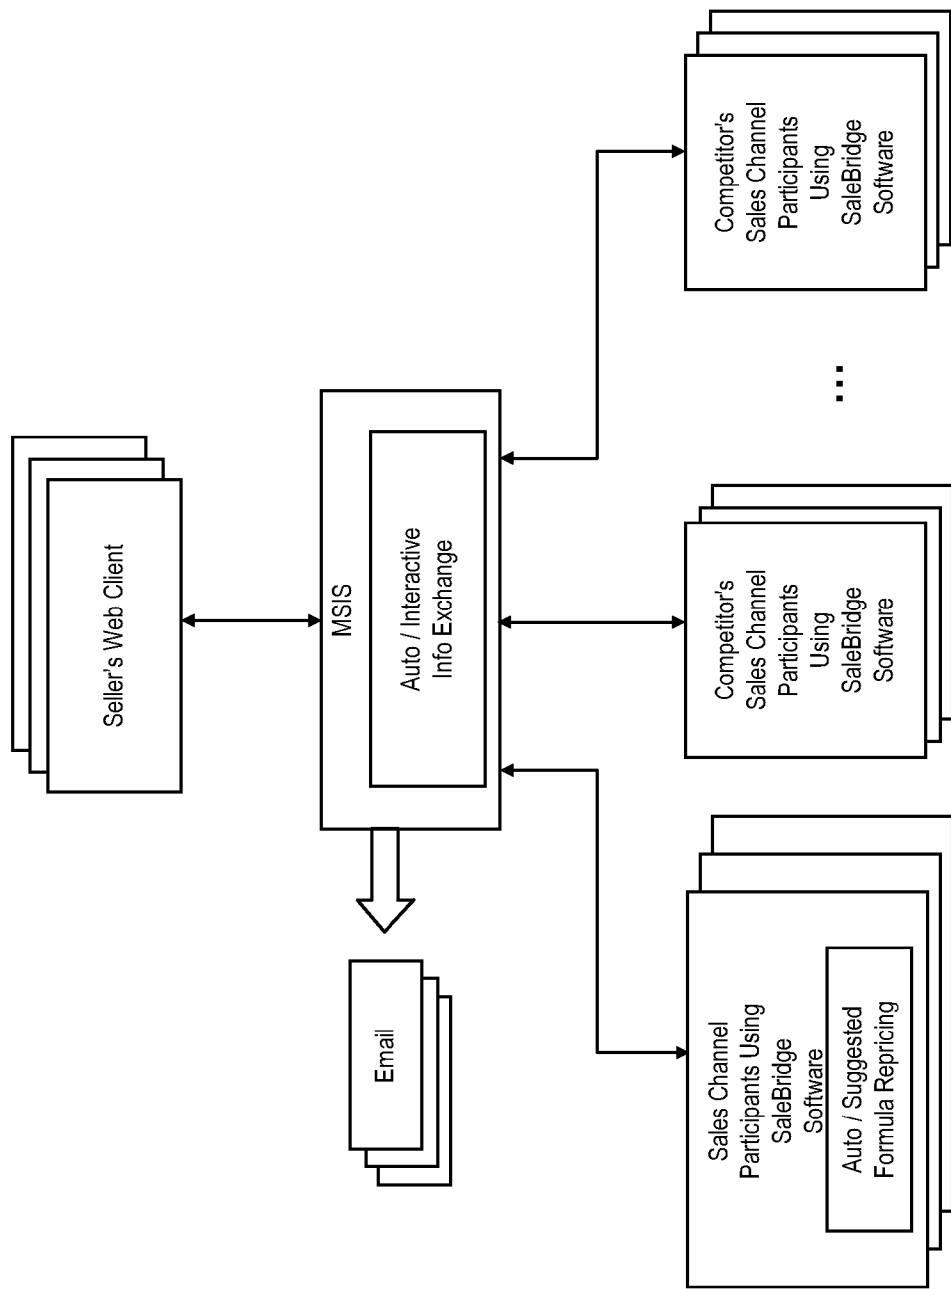 Seller's Web Client
MSIS
Auto / Interactive
Info Exchange
Email
Sales Channel
Participants Using
SaleBridge
Software
Auto / Suggested
Formula Repricing
Competitor's
Sales Channel
Participants
Using
SaleBridge
Software
...
Competitor's
Sales Channel
Participants
Using
SaleBridge
Software